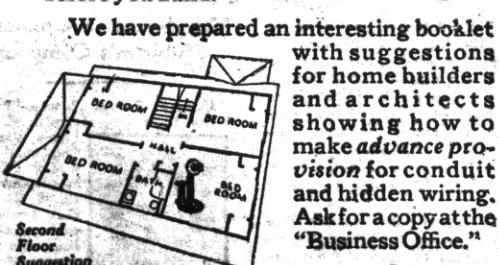 We have prepared an interesting booklet
with suggestions
for home builders
and architects
showing how to
make advance pro-
vision for conduit
and hidden wiring.
Ask for a copy at the
"Business Office."
BED ROOM
BED ROOM
HALL
BED ROOM
BATH
BED
ROOM
Second
Floor
Suggestion